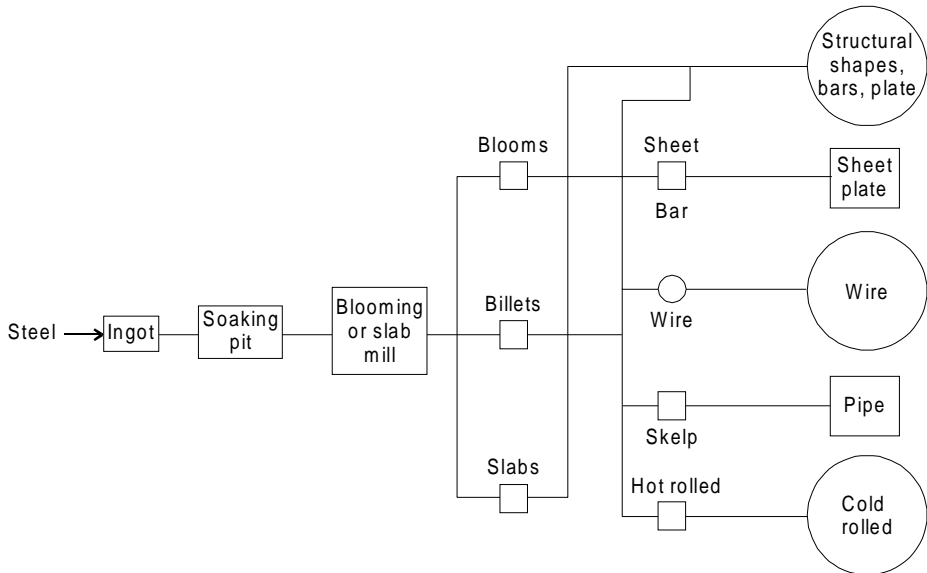 Structural
shapes,
bars, plate
Blooms
Sheet
Sheet
plate
Bar
Steel
Ingot
Soaking
pit
Blooming
or slab
mill
Billets
Wire
Wire
Skelp
Pipe
Slabs
Hot rolled
Cold
rolled